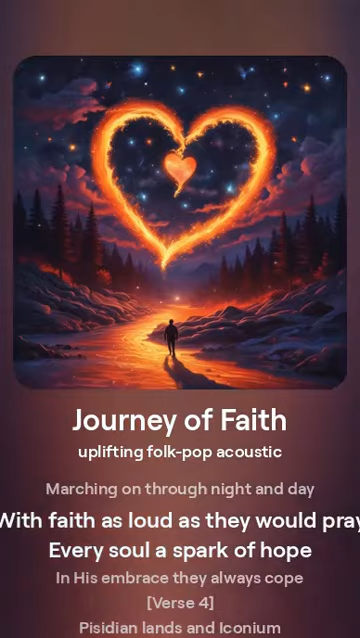 Journey of Faith
uplifting folk-pop acoustic
Marching on through night and day
With faith as loud as they would pray
Every soul a spark of hope
In His embrace they always cope
[Verse 4]
Pisidian lands and Iconium